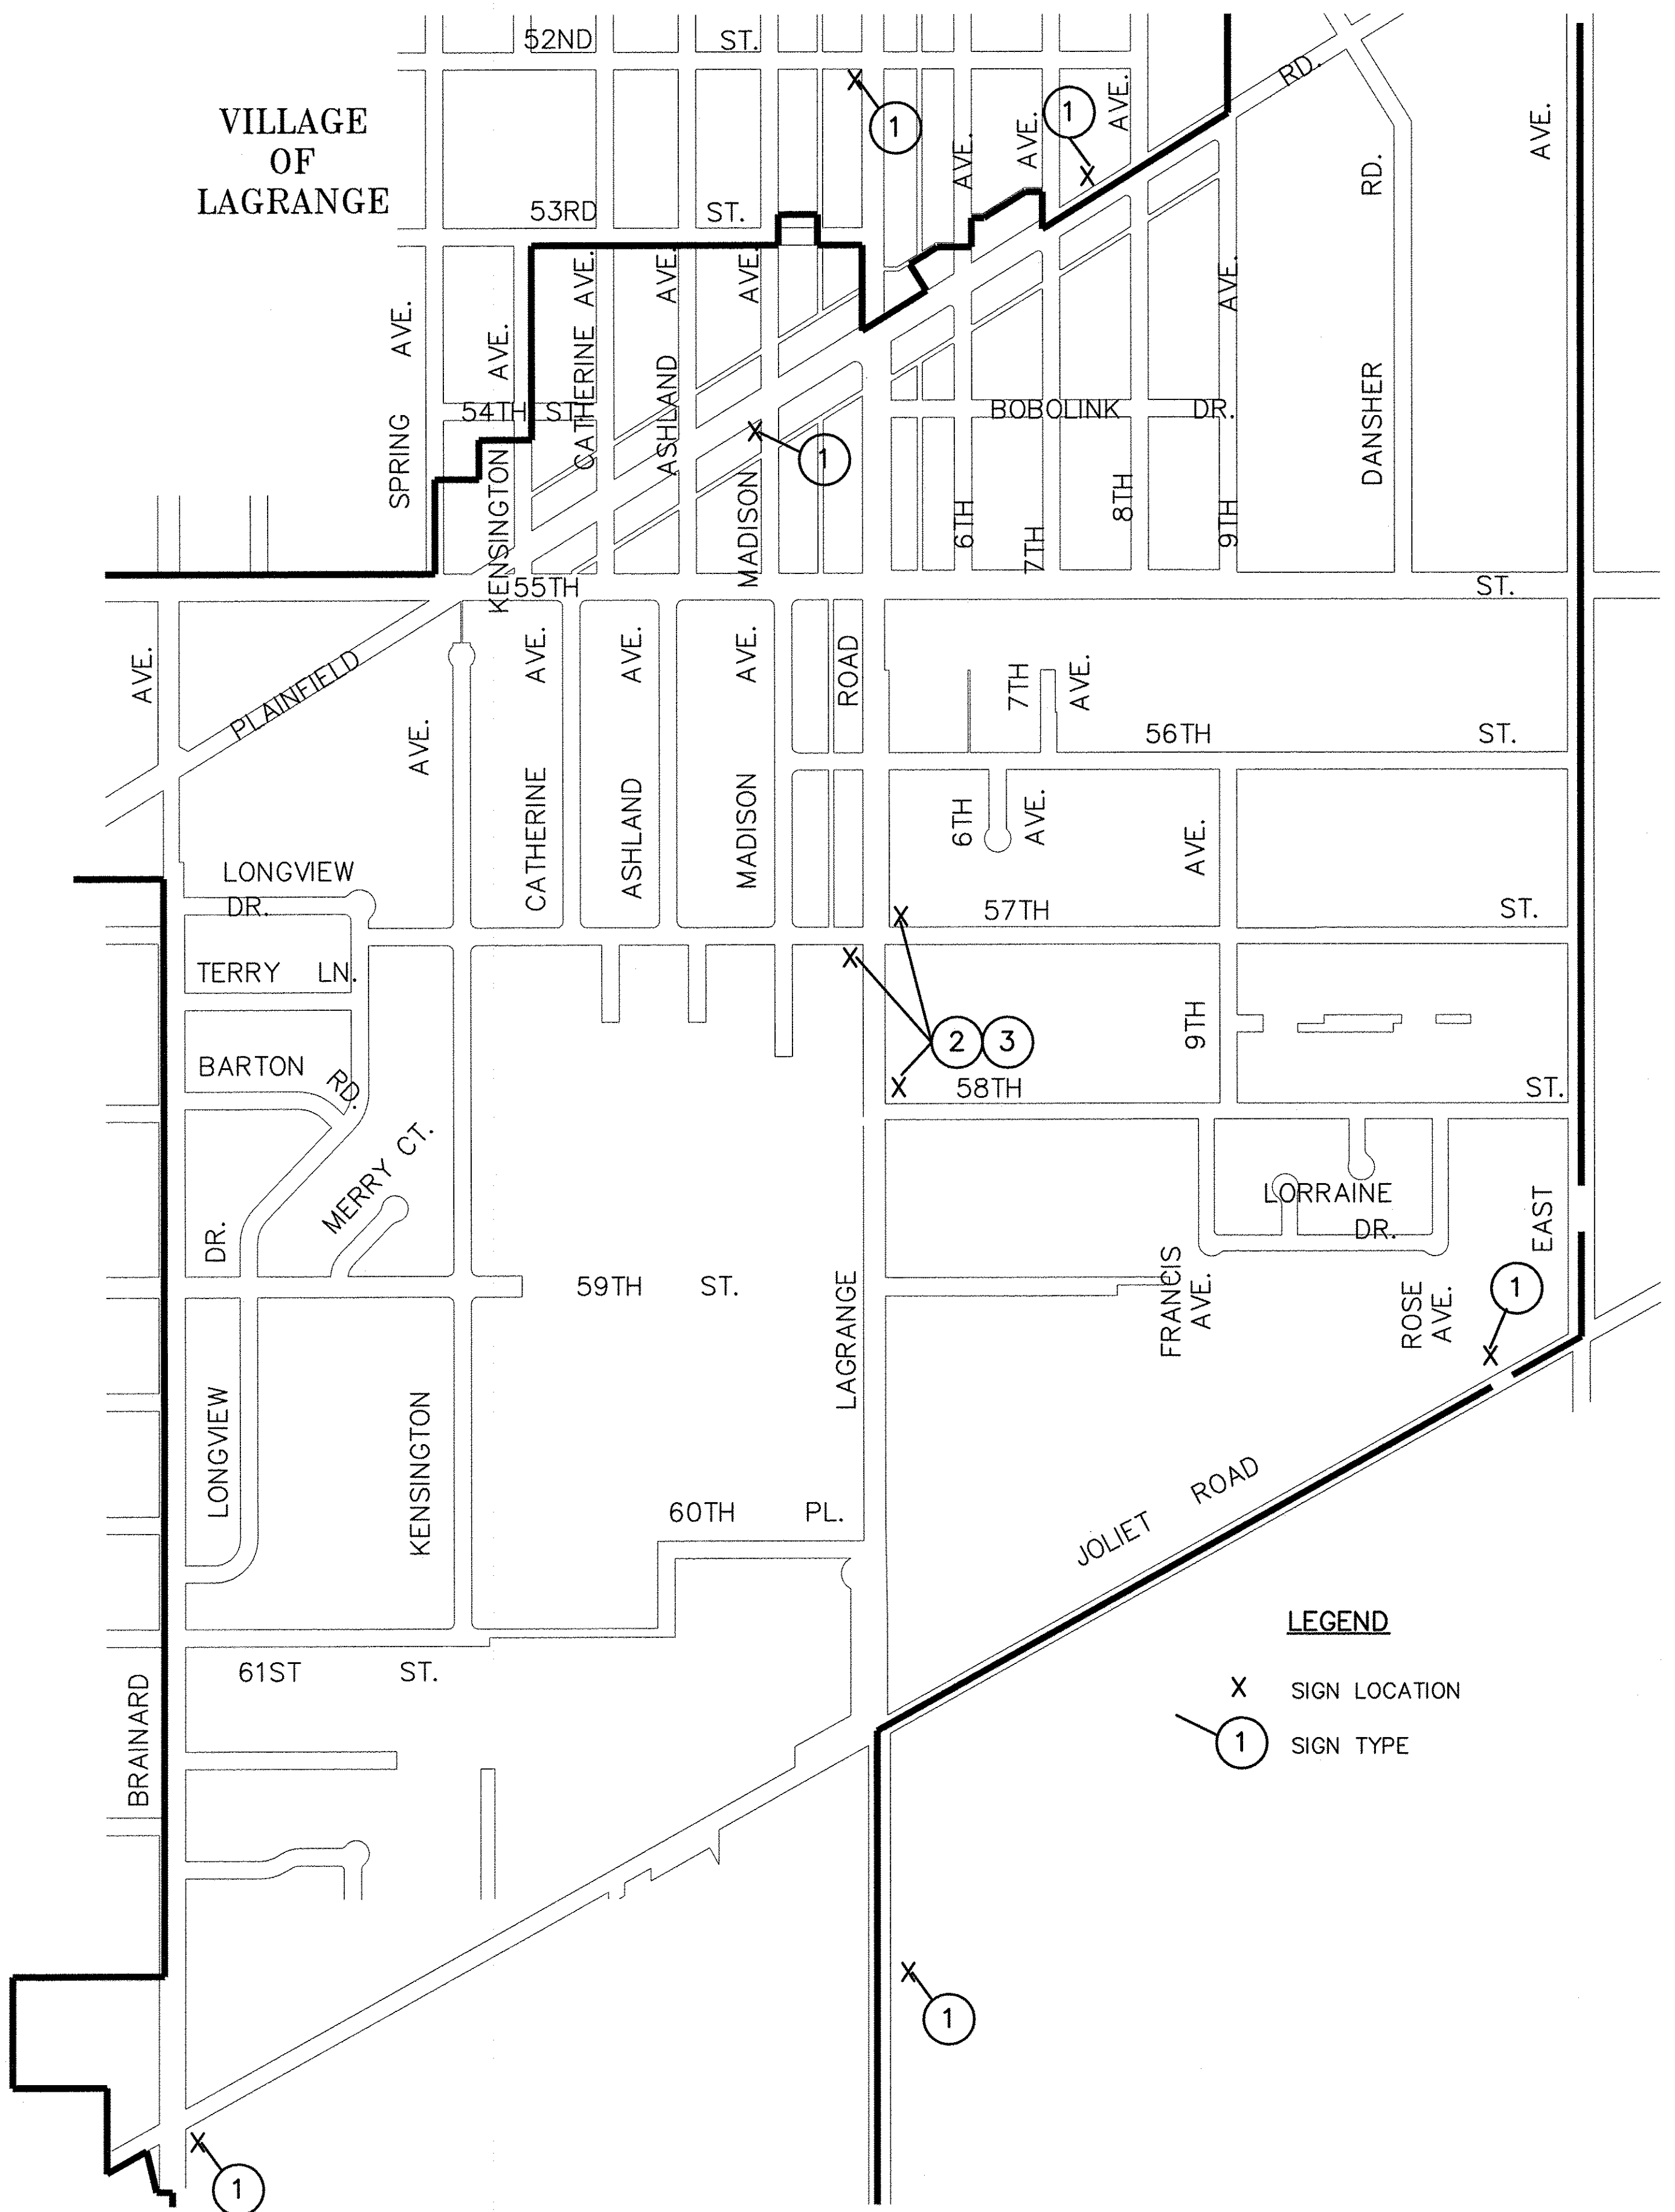 52ND ST.
VILLAGE
OF
LAGRANGE
1
1
AVE.
AVE.
AVE.
RD.
RD.
AVE.
53RD ST.
SPRING AVE.
KENSINGTON AVE.
CATHERINE AVE.
ASHLAND AVE.
MADISON AVE.
54TH ST.
1
BOBOLINK DR.
6TH
7TH
8TH
9TH AVE.
DANSHER
55TH ST.
AVE.
PLAINFIELD
AVE.
CATHERINE AVE.
ASHLAND AVE.
MADISON AVE.
ROAD
7TH AVE.
56TH ST.
6TH AVE.
AVE.
LONGVIEW
DR.
57TH ST.
TERRY LN.
2 3
9TH
BARTON RD.
58TH ST.
MERRY CT.
DR.
LORRAINE
DR.
EAST
59TH ST.
LAGRANGE
FRANCIS
AVE.
ROSE
AVE.
1
LONGVIEW
KENSINGTON
60TH PL.
JOLIET ROAD
61ST ST.
BRAINARD
LEGEND
X SIGN LOCATION
1 SIGN TYPE
1
1